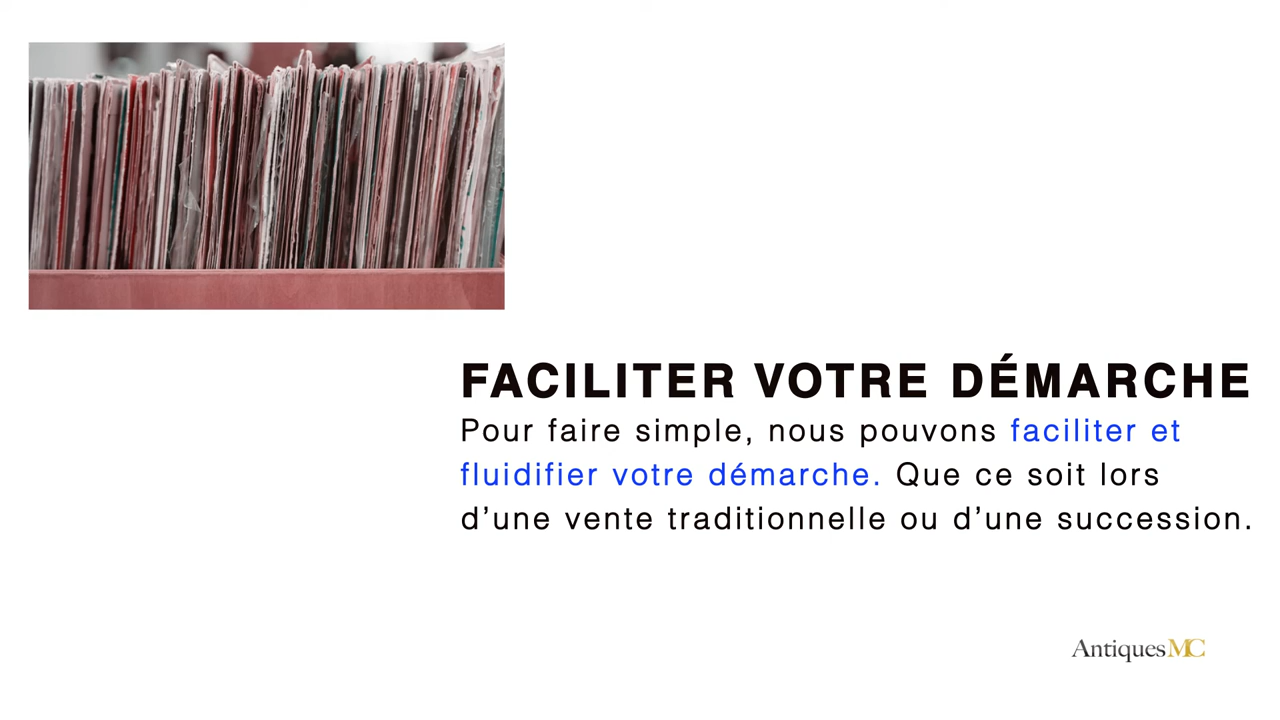 FACILITER VOTRE DÉMARCHE
Pour faire simple, nous pouvons faciliter et
fluidifier votre démarche. Que ce soit lors
d’une vente traditionnelle ou d’une succession.
AntiquesMC